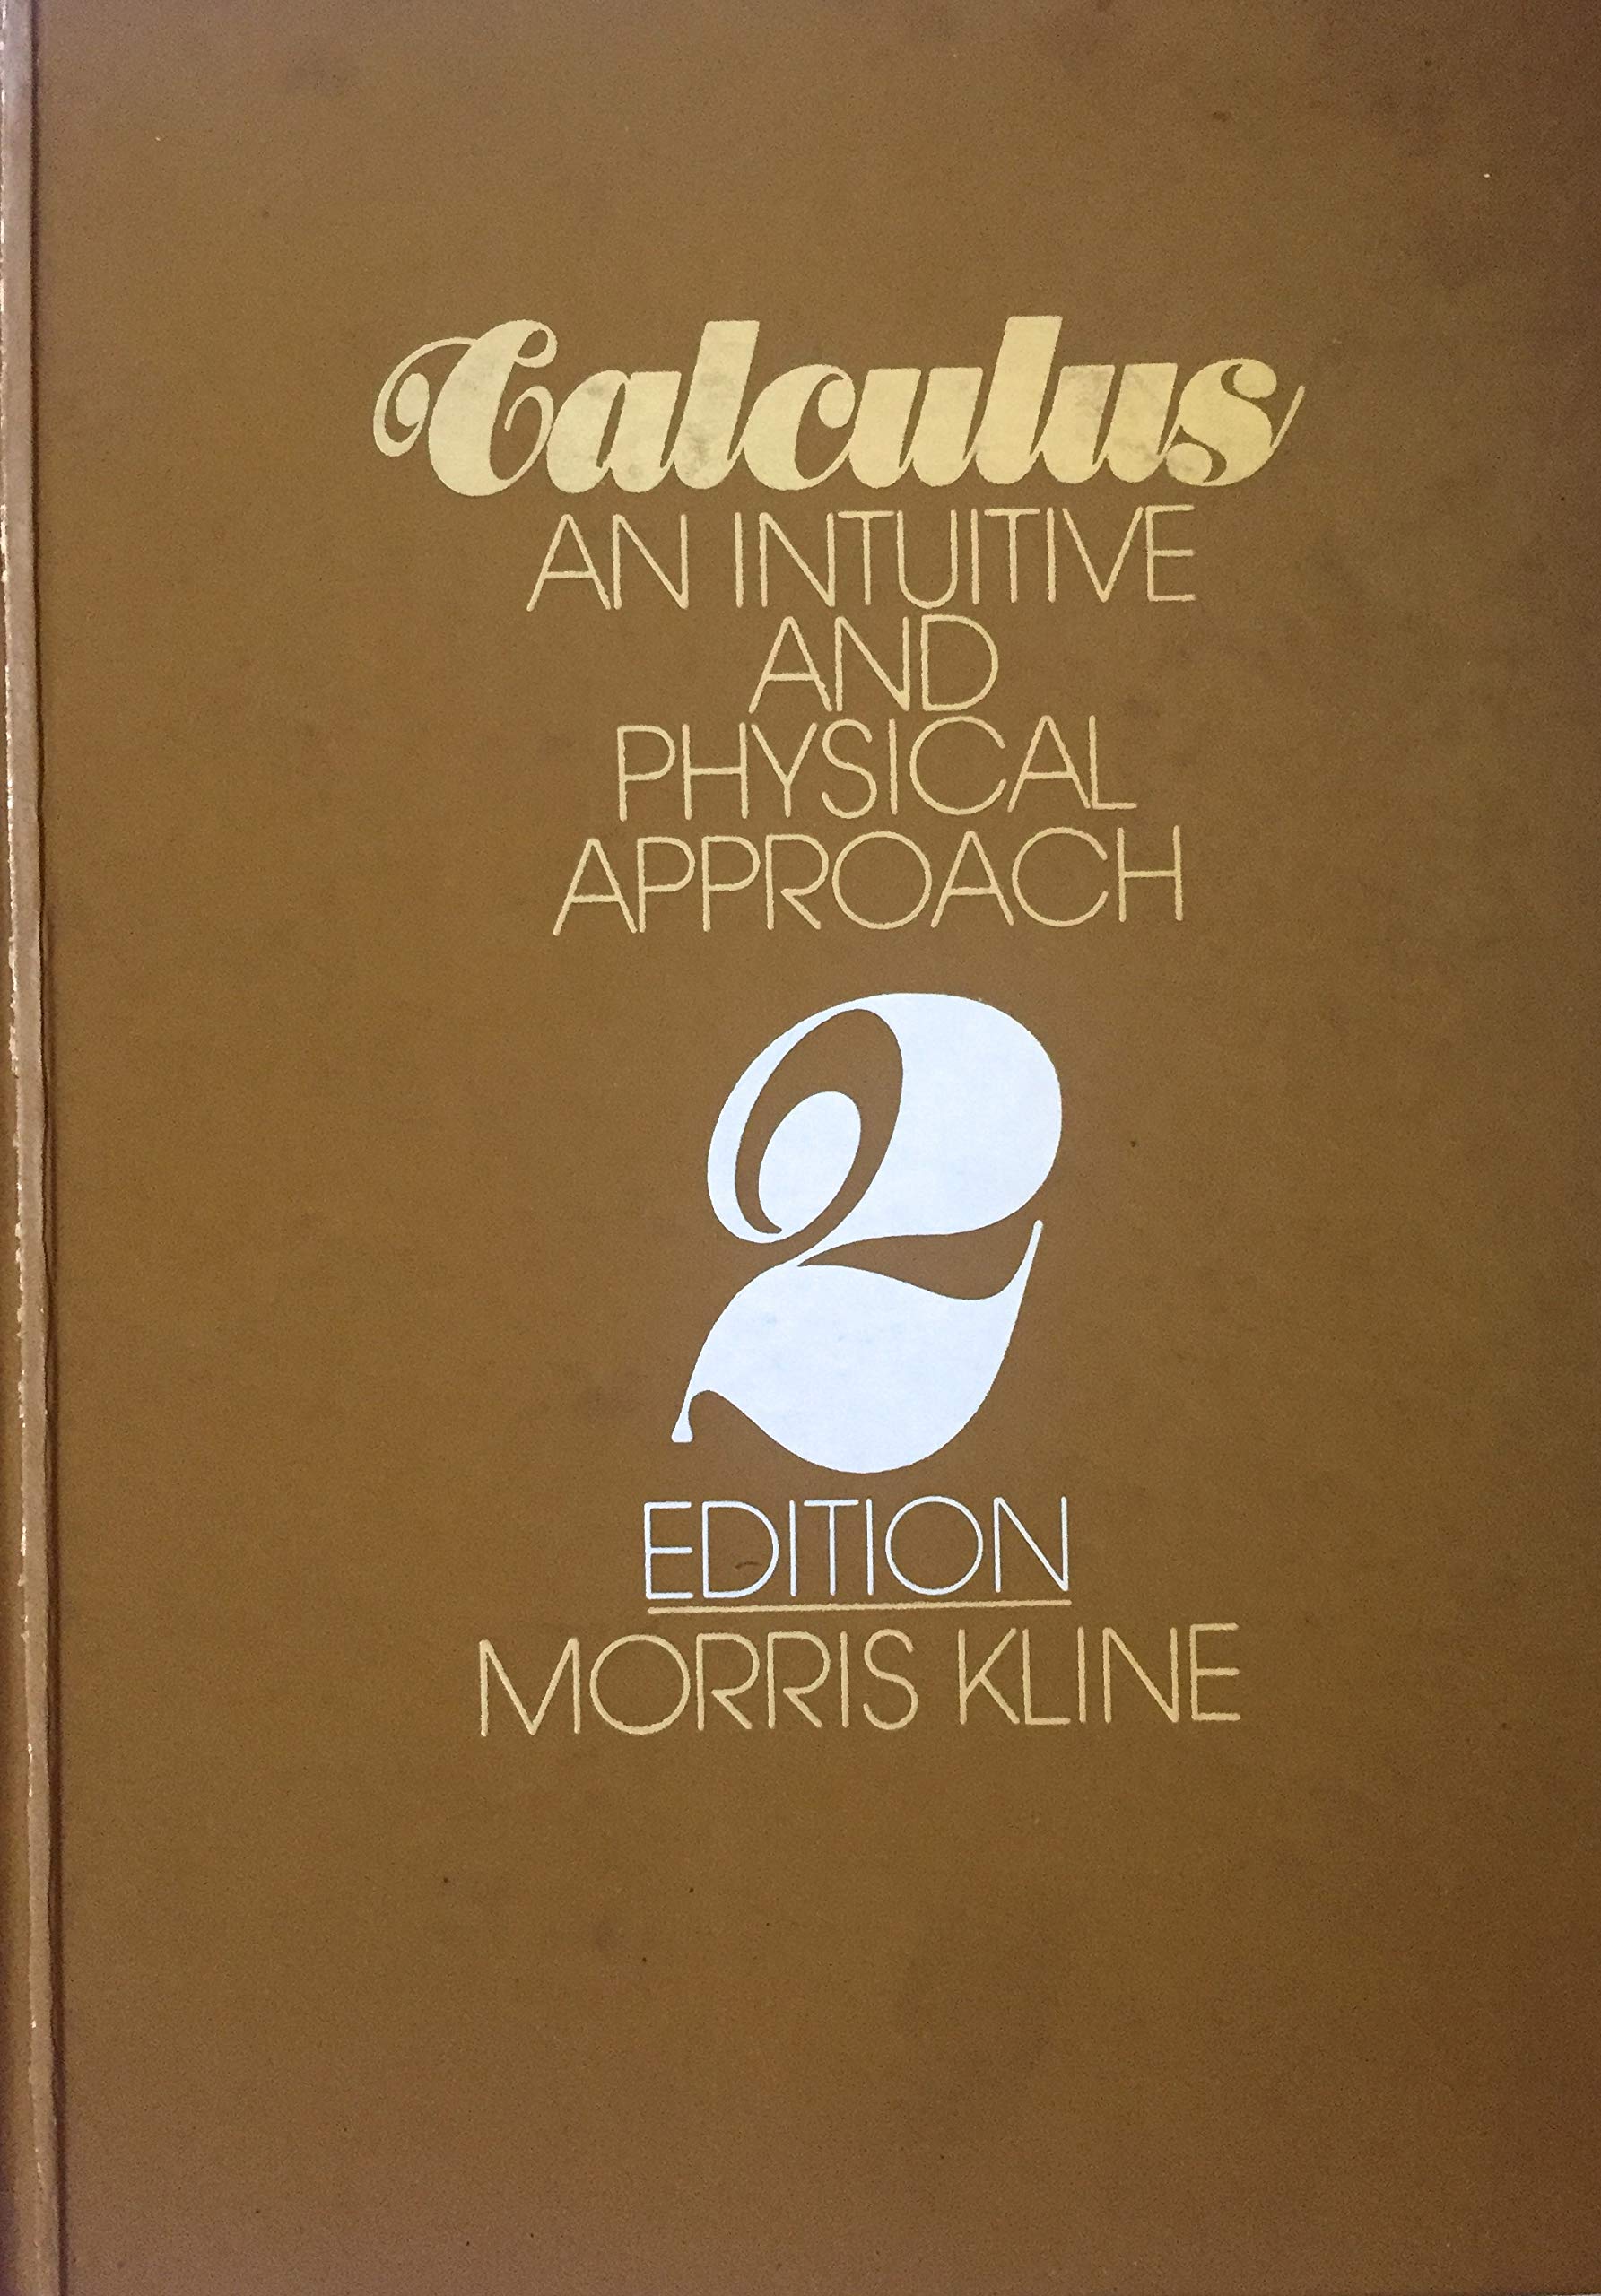 Calculus
AN INTUITIVE
AND
PHYSICAL
APPROACH
2
EDITION
MORRIS KLINE